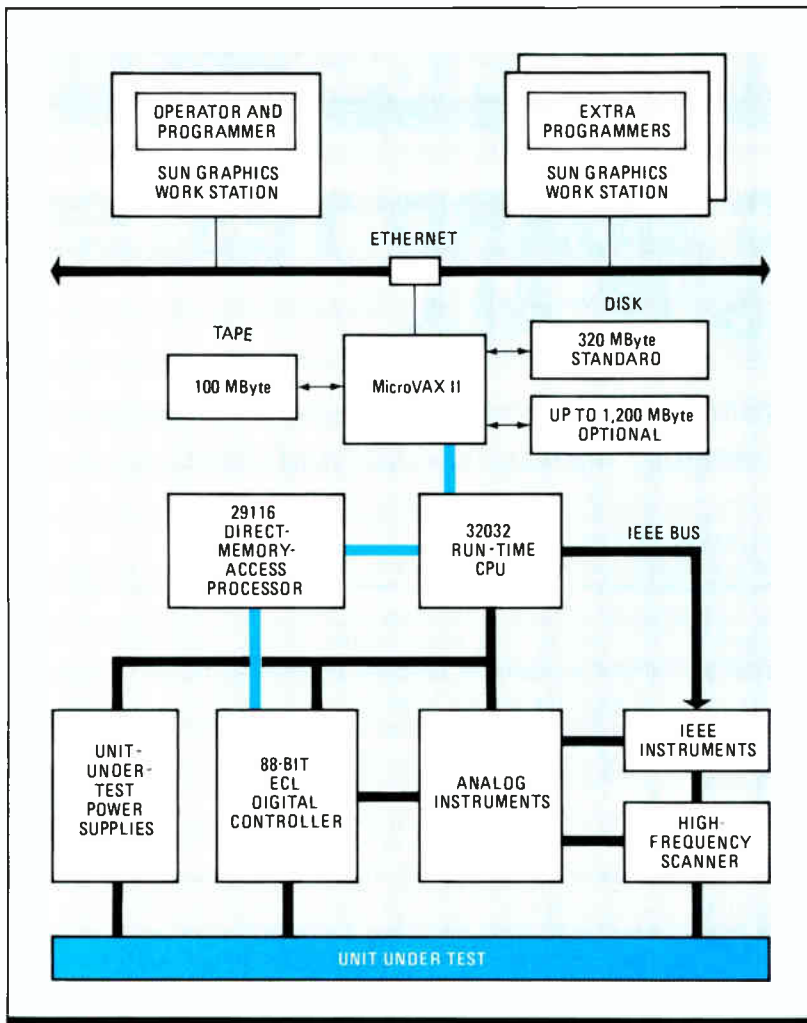 OPERATOR AND
PROGRAMMER
SUN GRAPHICS
WORK STATION
EXTRA
PROGRAMMERS
SUN GRAPHICS
WORK STATION
ETHERNET
TAPE
100 MByte
MicroVAX II
DISK
320 MByte
STANDARD
UP TO 1,200 MByte
OPTIONAL
29116
DIRECT-
MEMORY-
ACCESS
PROCESSOR
32032
RUN-TIME
CPU
IEEE BUS
UNIT-
UNDER-
TEST
POWER
SUPPLIES
88-BIT
ECL
DIGITAL
CONTROLLER
ANALOG
INSTRUMENTS
IEEE
INSTRUMENTS
HIGH-
FREQUENCY
SCANNER
UNIT UNDER TEST